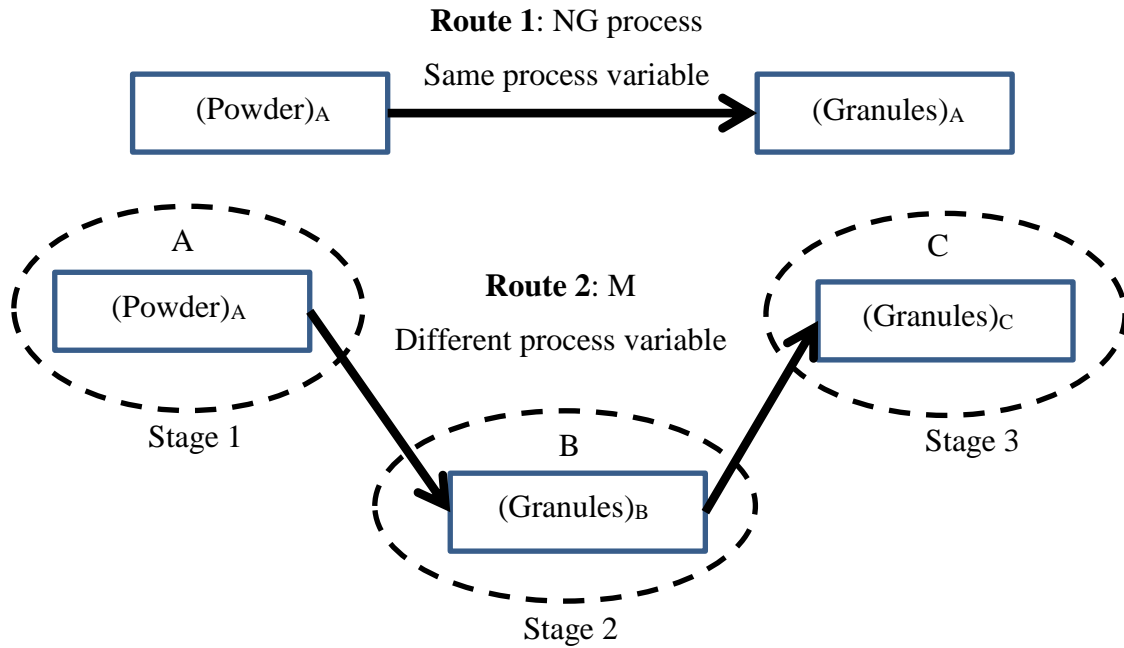 Route 1: NG process
Same process variable
(Powder)A
(Granules)A
A
(Powder)A
Stage 1
Route 2: M
Different process variable
B
(Granules)B
Stage 2
C
(Granules)C
Stage 3